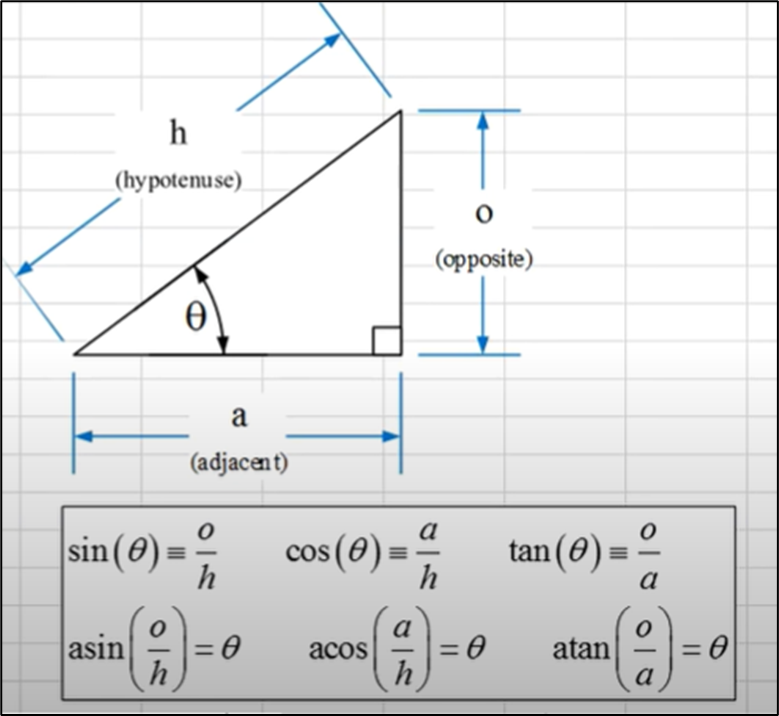 h
(hypotenuse)
o
(opposite)
θ
a
(adjacent)
sin(θ) ≡ o/h cos(θ) ≡ a/h tan(θ) ≡ o/a
asin(o/h) = θ acos(a/h) = θ atan(o/a) = θ